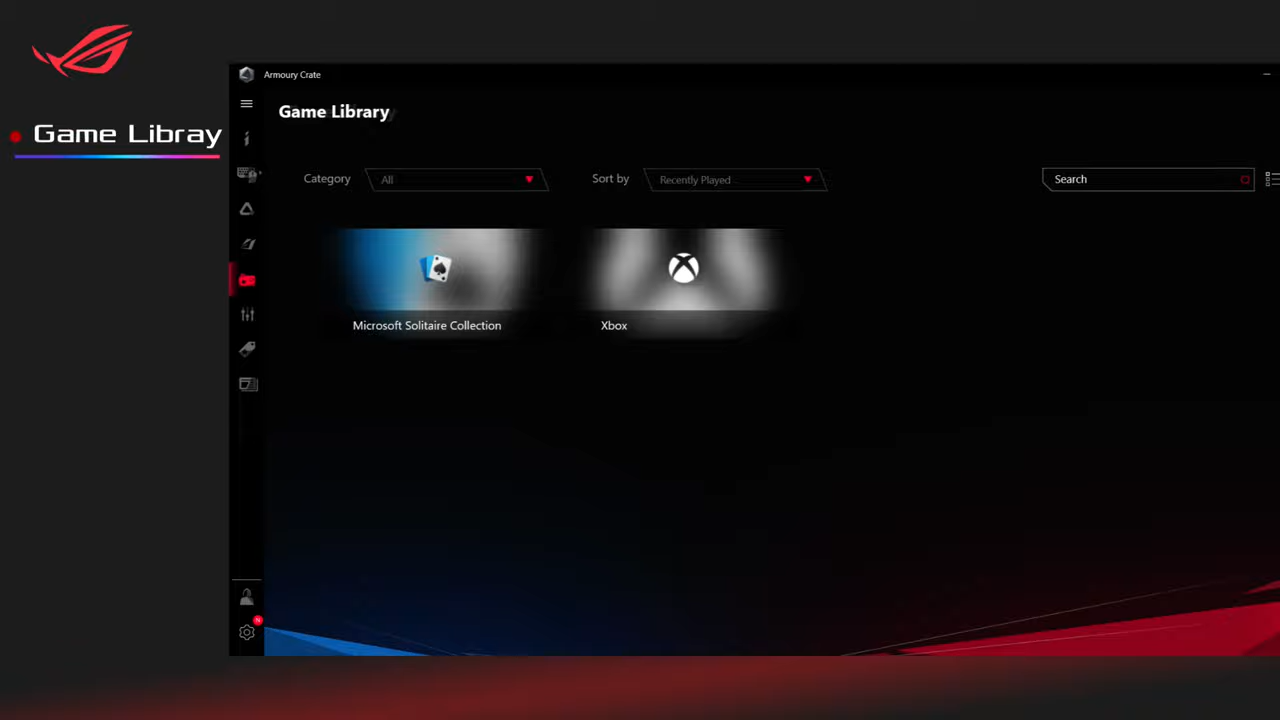 Armoury Crate
Game Libray
Game Library
Category
All
Sort by
Recently Played
Search
Microsoft Solitaire Collection
Xbox